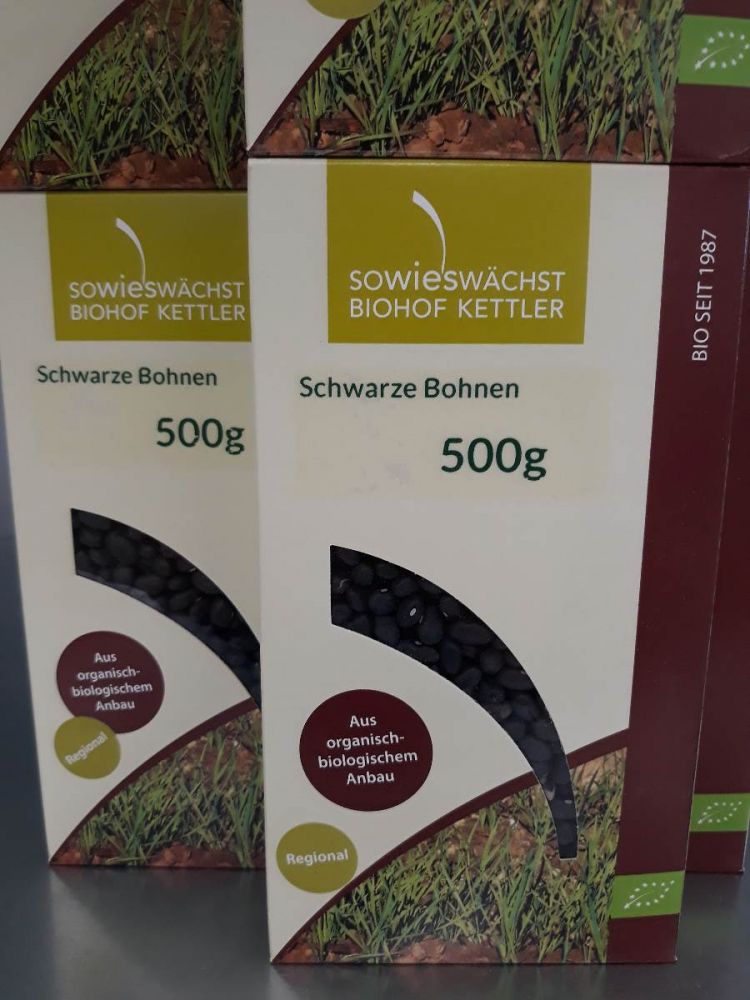 SOwiesWÄCHST
BIOHOF KETTLER
Schwarze Bohnen
500g
Aus
organisch-
biologischem
Anbau
Regional
SOwiesWÄCHST
BIOHOF KETTLER
Schwarze Bohnen
500g
Aus
organisch-
biologischem
Anbau
Regional
BIO SEIT 1987